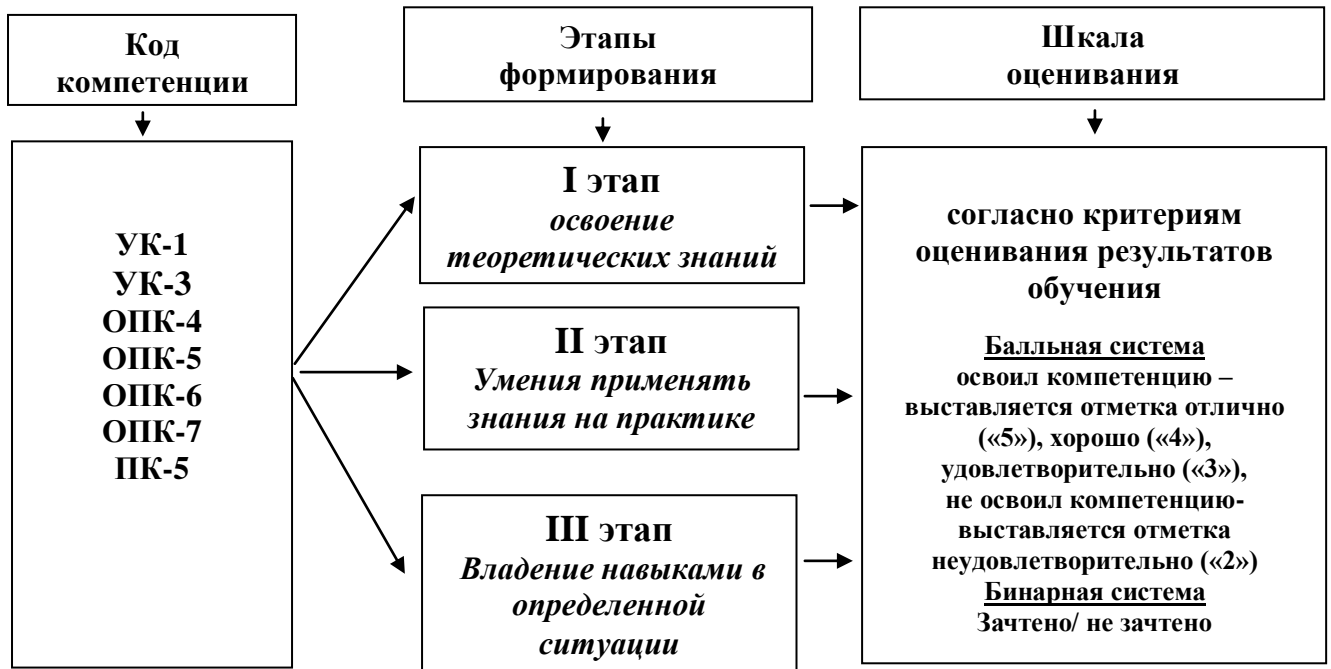 Код
компетенции
Этапы
формирования
Шкала
оценивания
УК-1
УК-3
ОПК-4
ОПК-5
ОПК-6
ОПК-7
ПК-5
I этап
освоение
теоретических знаний
II этап
Умения применять
знания на практике
III этап
Владение навыками в
определенной
ситуации
согласно критериям
оценивания результатов
обучения
Балльная система
освоил компетенцию –
выставляется отметка отлично
(«5»), хорошо («4»),
удовлетворительно («3»),
не освоил компетенцию-
выставляется отметка
неудовлетворительно («2»)
Бинарная система
Зачтено/ не зачтено